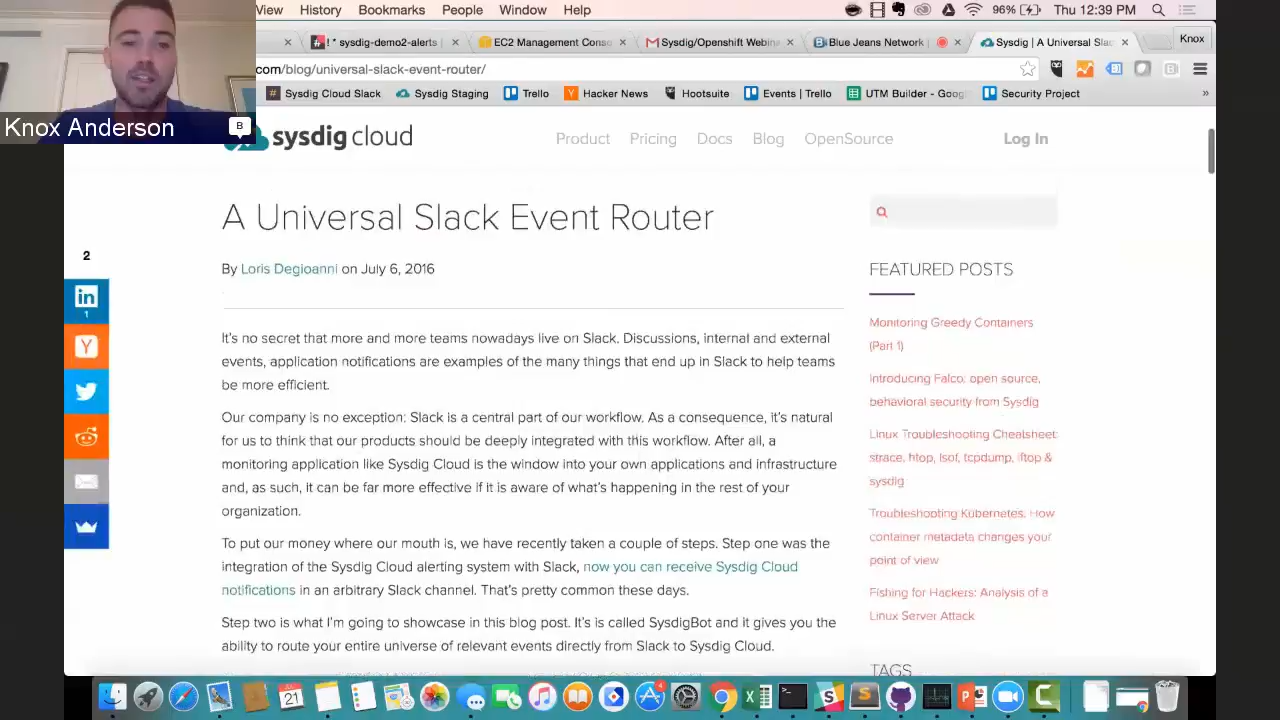 View History Bookmarks People Window Help 96% Thu 12:39 PM
! * sysdig-demo2-alerts EC2 Management Conso Sysdig/Openshift Webin Blue Jeans Network Sysdig | A Universal Slac Knox
com/blog/universal-slack-event-router/
Sysdig Cloud Slack Sysdig Staging Trello Hacker News Hootsuite Events | Trello UTM Builder - Goog Security Project »
Knox Anderson B
sysdig cloud Product Pricing Docs Blog OpenSource Log In
A Universal Slack Event Router
By Loris Degioanni on July 6, 2016
2
in
1
It's no secret that more and more teams nowadays live on Slack. Discussions, internal and external
events, application notifications are examples of the many things that end up in Slack to help teams
be more efficient.
Our company is no exception: Slack is a central part of our workflow. As a consequence, it's natural
for us to think that our products should be deeply integrated with this workflow. After all, a
monitoring application like Sysdig Cloud is the window into your own applications and infrastructure
and, as such, it can be far more effective if it is aware of what's happening in the rest of your
organization.
To put our money where our mouth is, we have recently taken a couple of steps. Step one was the
integration of the Sysdig Cloud alerting system with Slack, now you can receive Sysdig Cloud
notifications in an arbitrary Slack channel. That's pretty common these days.
Step two is what I'm going to showcase in this blog post. It's is called SysdigBot and it gives you the
ability to route your entire universe of relevant events directly from Slack to Sysdig Cloud.
FEATURED POSTS
Monitoring Greedy Containers
(Part 1)
Introducing Falco: open source,
behavioral security from Sysdig
Linux Troubleshooting Cheatsheet:
strace, htop, lsof, tcpdump, iftop &
sysdig
Troubleshooting Kubernetes: How
container metadata changes your
point of view
Fishing for Hackers: Analysis of a
Linux Server Attack
TAGS